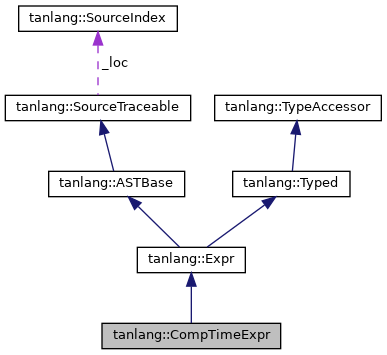 tanlang::SourceIndex
_loc
tanlang::SourceTraceable
tanlang::TypeAccessor
tanlang::ASTBase
tanlang::Typed
tanlang::Expr
tanlang::CompTimeExpr